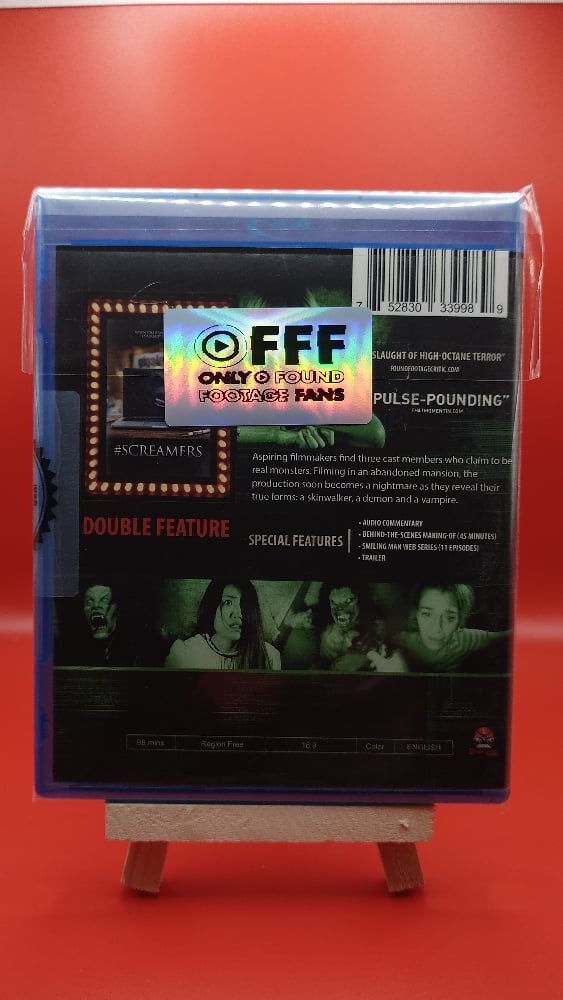 7 52830 33998 9
OFFF
ONLY FOUND
FOOTAGE FANS
SLAUGHT OF HIGH-OCTANE TERROR"
FOUNDFOOTAGECRITIC.COM
PULSE-POUNDING"
THATMOMENTIN.COM
#SCREAMERS
Aspiring filmmakers find three cast members who claim to be
real monsters. Filming in an abandoned mansion, the
production soon becomes a nightmare as they reveal their
true forms: a skinwalker, a demon and a vampire.
DOUBLE FEATURE
SPECIAL FEATURES
• AUDIO COMMENTARY
• BEHIND-THE-SCENES MAKING-OF (45 MINUTES)
• SMILING MAN WEB SERIES (11 EPISODES)
• TRAILER
98 mins Region Free 16:9 Color ENGLISH